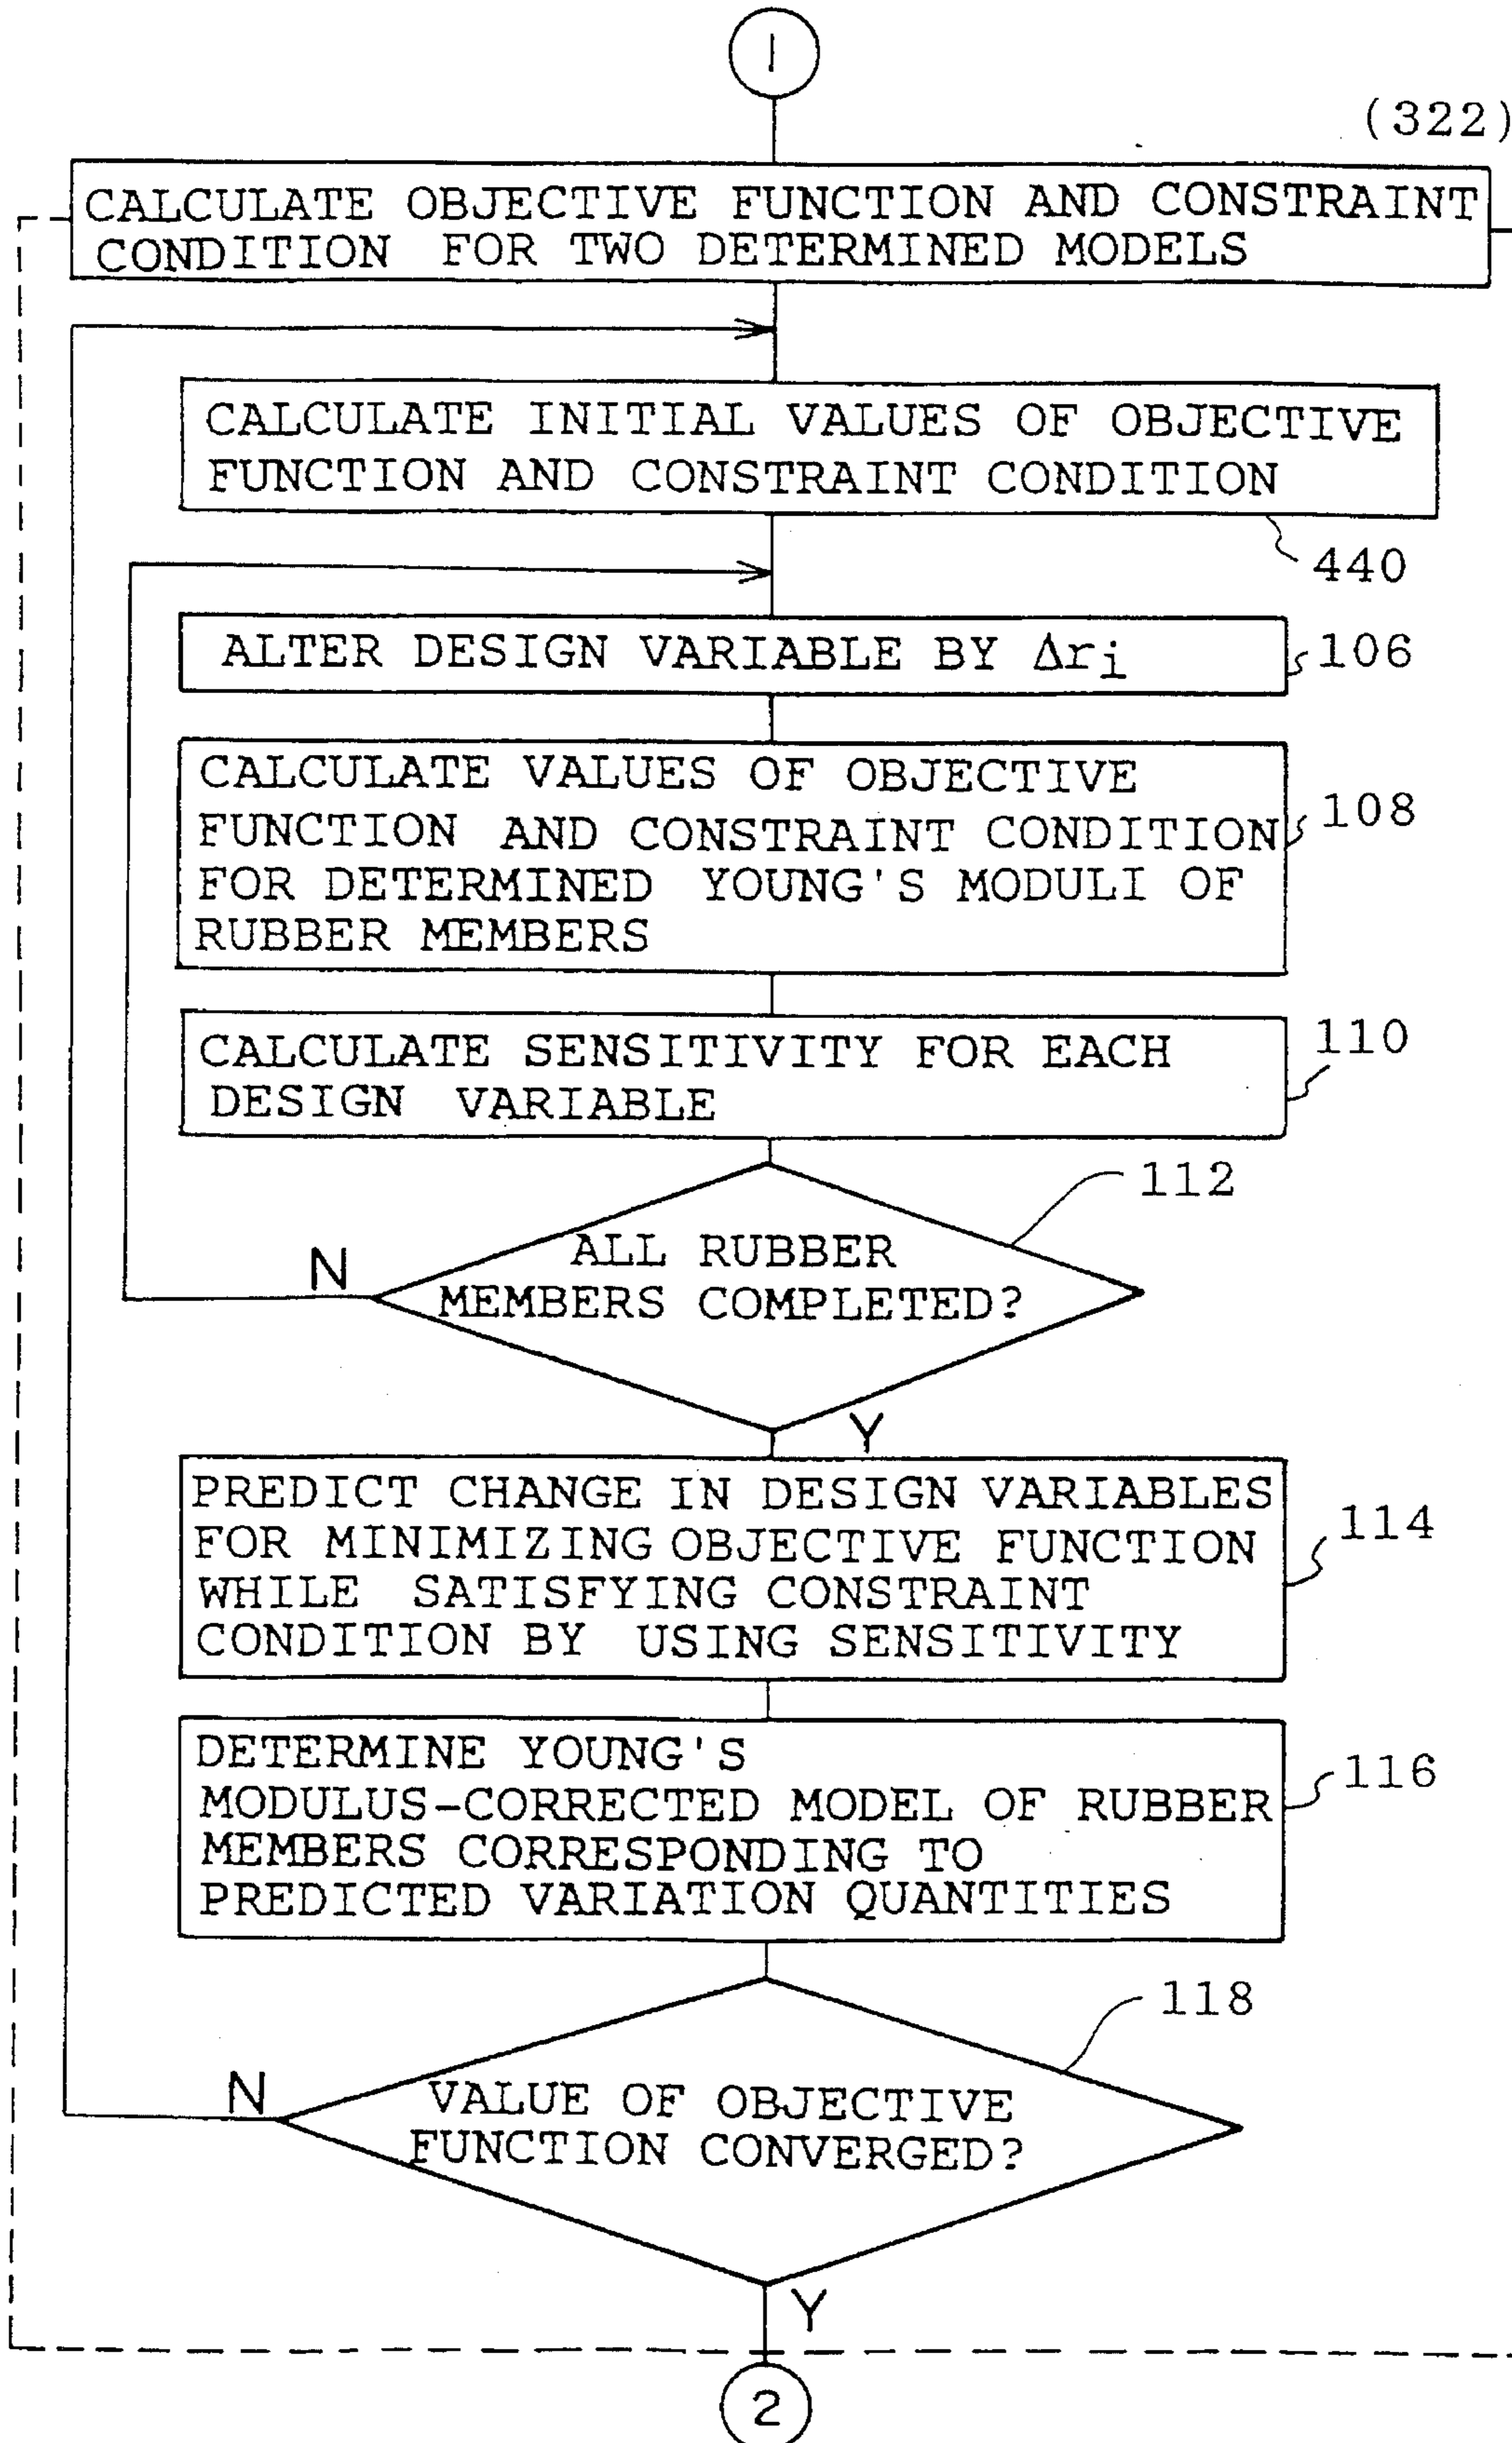 1
(322)
CALCULATE OBJECTIVE FUNCTION AND CONSTRAINT
CONDITION FOR TWO DETERMINED MODELS
CALCULATE INITIAL VALUES OF OBJECTIVE
FUNCTION AND CONSTRAINT CONDITION
440
ALTER DESIGN VARIABLE BY Δri
106
CALCULATE VALUES OF OBJECTIVE
FUNCTION AND CONSTRAINT CONDITION
FOR DETERMINED YOUNG'S MODULI OF
RUBBER MEMBERS
108
CALCULATE SENSITIVITY FOR EACH
DESIGN VARIABLE
110
112
ALL RUBBER
MEMBERS COMPLETED?
N
Y
PREDICT CHANGE IN DESIGN VARIABLES
FOR MINIMIZING OBJECTIVE FUNCTION
WHILE SATISFYING CONSTRAINT
CONDITION BY USING SENSITIVITY
114
DETERMINE YOUNG'S
MODULUS-CORRECTED MODEL OF RUBBER
MEMBERS CORRESPONDING TO
PREDICTED VARIATION QUANTITIES
116
118
VALUE OF OBJECTIVE
FUNCTION CONVERGED?
N
Y
2